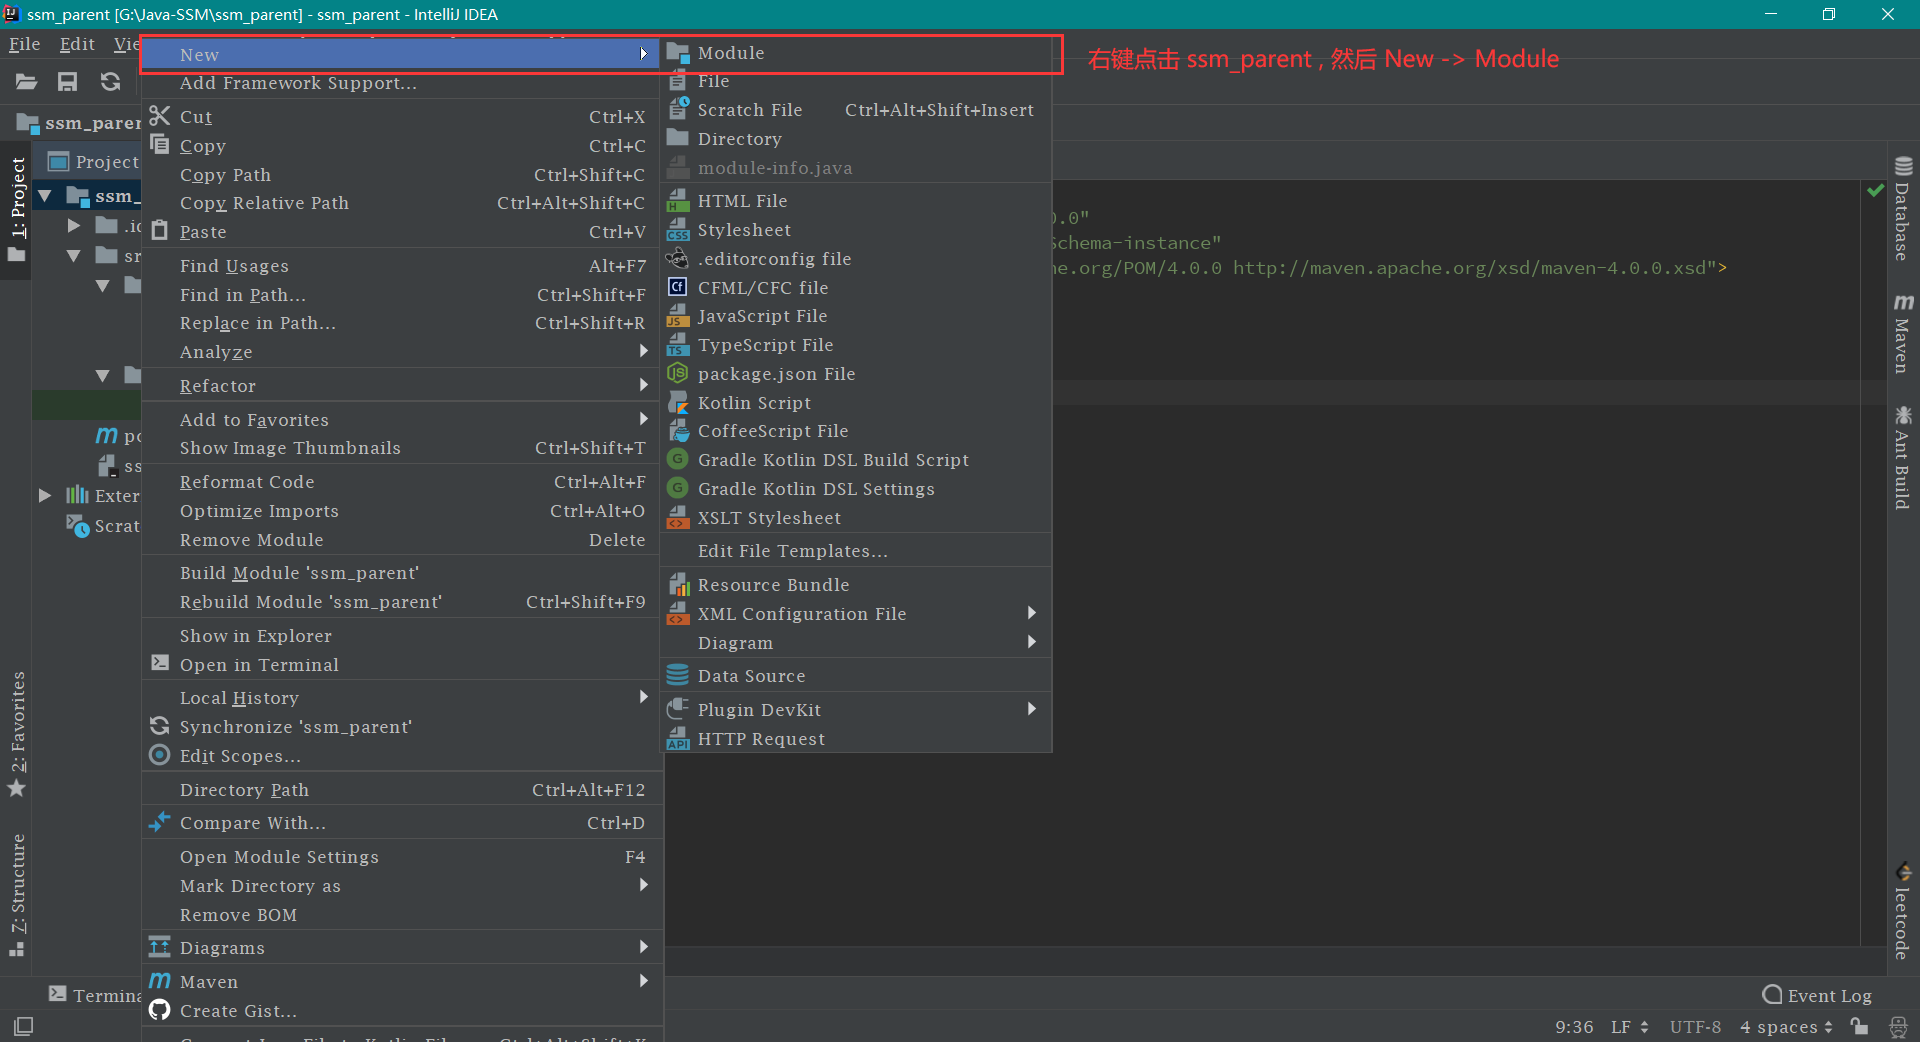 ssm_parent [G:\Java-SSM\ssm_parent] - ssm_parent - IntelliJ IDEA
File Edit
ssm_parer
1: Project
Project
ssm_
Exter
Scrat
2: Favorites
7: Structure
Termina
New
Add Framework Support...
Cut Ctrl+X
Copy Ctrl+C
Copy Path Ctrl+Shift+C
Copy Relative Path Ctrl+Alt+Shift+C
Paste Ctrl+V
Find Usages Alt+F7
Find in Path... Ctrl+Shift+F
Replace in Path... Ctrl+Shift+R
Analyze
Refactor
Add to Favorites
Show Image Thumbnails Ctrl+Shift+T
Reformat Code Ctrl+Alt+F
Optimize Imports Ctrl+Alt+O
Remove Module Delete
Build Module 'ssm_parent'
Rebuild Module 'ssm_parent' Ctrl+Shift+F9
Show in Explorer
Open in Terminal
Local History
Synchronize 'ssm_parent'
Edit Scopes...
Directory Path Ctrl+Alt+F12
Compare With... Ctrl+D
Open Module Settings F4
Mark Directory as
Remove BOM
Diagrams
Maven
Create Gist...
Module
File
Scratch File Ctrl+Alt+Shift+Insert
Directory
module-info.java
HTML File
Stylesheet
.editorconfig file
CFML/CFC file
JavaScript File
TypeScript File
package.json File
Kotlin Script
CoffeeScript File
Gradle Kotlin DSL Build Script
Gradle Kotlin DSL Settings
XSLT Stylesheet
Edit File Templates...
Resource Bundle
XML Configuration File
Diagram
Data Source
Plugin DevKit
HTTP Request
右键点击 ssm_parent , 然后 New -> Module
.0"
Schema-instance"
he.org/POM/4.0.0 http://maven.apache.org/xsd/maven-4.0.0.xsd">
Database
Maven
Ant Build
leetcode
Event Log
9:36 LF UTF-8 4 spaces